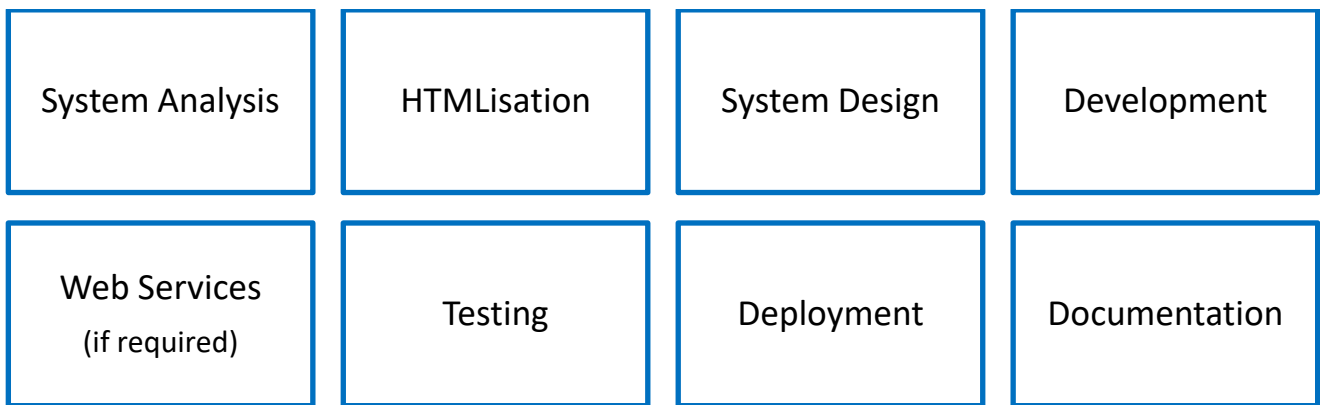 System Analysis
HTMLisation
System Design
Development
Web Services
(if required)
Testing
Deployment
Documentation